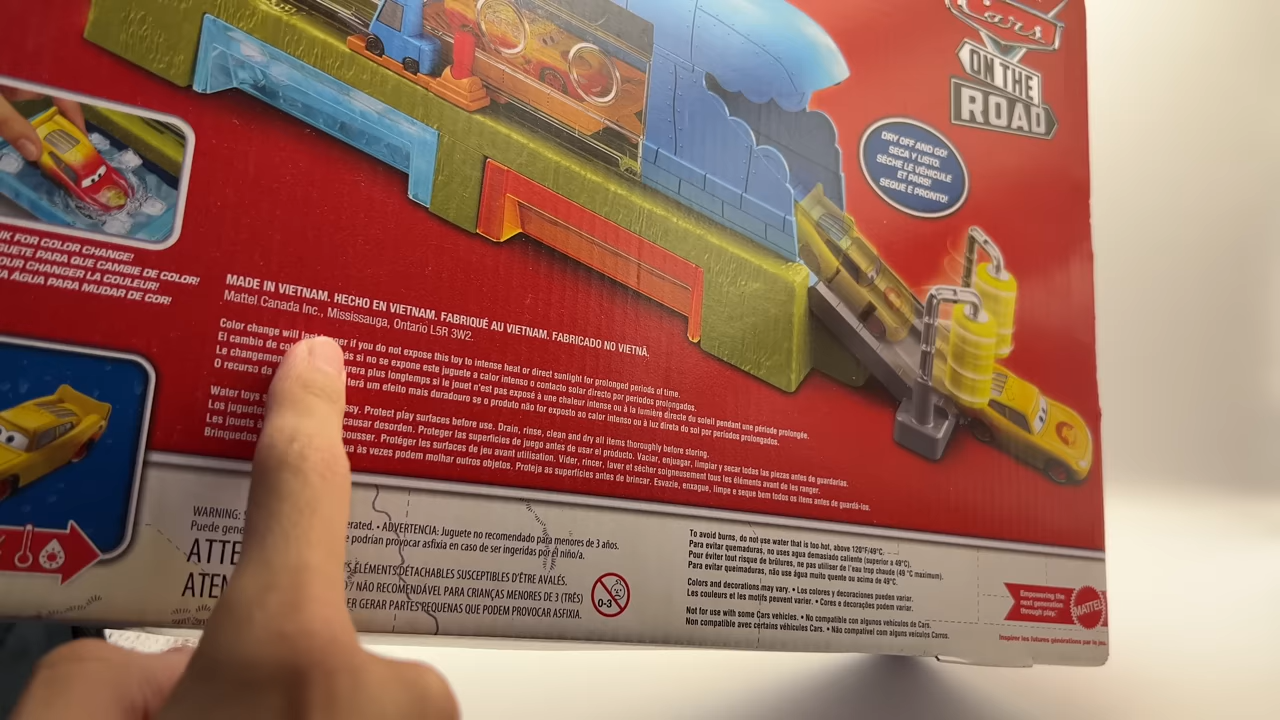 Cars
ON THE
ROAD
DRY OFF AND GO!
SECA Y LISTO.
SÈCHE LE VÉHICULE
ET PARS!
SEQUE E PRONTO!
FOR COLOR CHANGE!
PARA QUE CAMBIE DE COLOR!
CHANGER LA COULEUR!
ÁGUA PARA MUDAR DE COR!
MADE IN VIETNAM. HECHO EN VIETNAM. FABRIQUÉ AU VIETNAM. FABRICADO NO VIETNÃ.
Mattel Canada Inc., Mississauga, Ontario L5R 3W2.
Color change will if you do not expose this toy to intense heat or direct sunlight for prolonged periods of time.
El cambio de si no se expone este juguete a calor intenso o contacto solar directo por periodos prolongados.
Le plus longtemps si le jouet n'est pas exposé à une chaleur intense ou à la lumière directe du soleil pendant une période prolongée.
O recurso da terá um efeito mais duradouro se o produto não for exposto ao calor intenso ou à luz direta do sol por períodos prolongados.
Water toys Protect play surfaces before use. Drain, rinse, clean and dry all items thoroughly before storing.
Los causar desorden. Proteger las superficies de juego antes de usar el producto. Vaciar, enjuagar, limpiar y secar todas las piezas antes de guardarlas.
Les jouets Protéger les surfaces de jeu avant utilisation. Vider, rincer, laver et sécher soigneusement tous les éléments avant de les ranger.
Brinquedos às vezes podem molhar outros objetos. Proteja as superfícies antes de brincar. Esvazie, enxague, limpe e seque bem todos os itens antes de guardá-los.
WARNING: • ADVERTENCIA: Juguete no recomendado para menores de 3 años.
Puede podrían provocar asfixia en caso de ser ingeridas por el niño/a.
ÉLÉMENTS DÉTACHABLES SUSCEPTIBLES D'ÊTRE AVALÉS.
NÃO RECOMENDÁVEL PARA CRIANÇAS MENORES DE 3 (TRÊS)
GERAR PARTES PEQUENAS QUE PODEM PROVOCAR ASFIXIA.
0-3
To avoid burns, do not use water that is too hot, above 120°F/49°C.
Para evitar quemaduras, no uses agua demasiado caliente (superior a 49°C).
Pour éviter tout risque de brûlures, ne pas utiliser de l'eau trop chaude (49 °C maximum).
Para evitar queimaduras, não use água muito quente ou acima de 49°C.
Colors and decorations may vary. • Los colores y decoraciones pueden variar.
Les couleurs et les motifs peuvent varier. • Cores e decorações podem variar.
Not for use with some Cars vehicles. • No compatible con algunos vehículos de Cars.
Non compatible avec certains véhicules Cars. • Não compatível com alguns veículos Carros.
Empowering the
next generation
through play.
MATTEL
Inspirer les futures générations par le jeu.